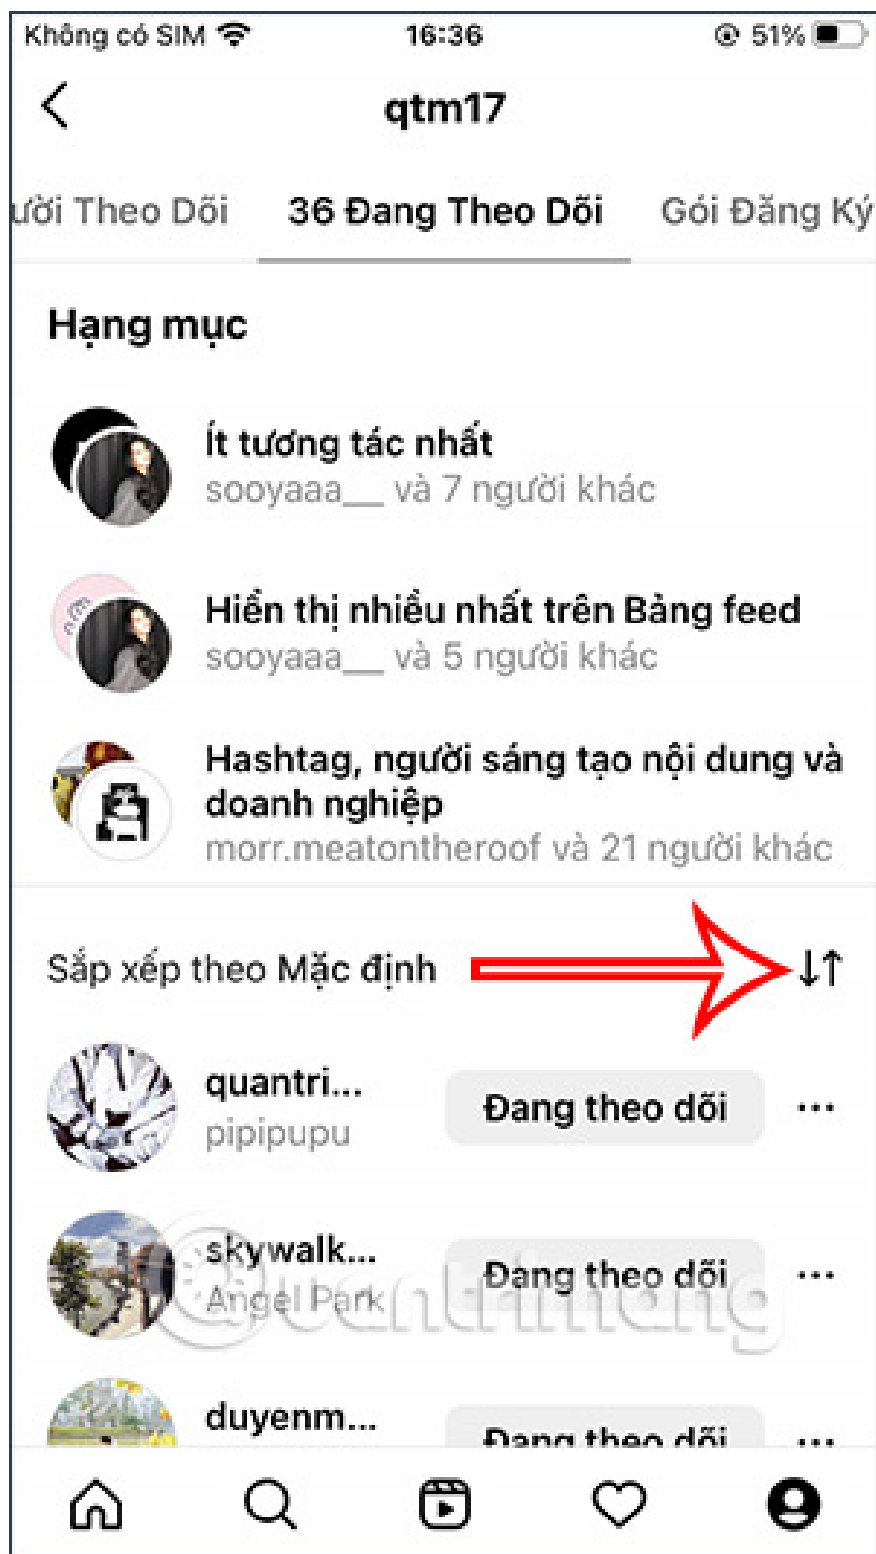 Không có SIM 16:36 51%
qtm17
ười Theo Dõi 36 Đang Theo Dõi Gói Đăng Ký
Hạng mục
Ít tương tác nhất
sooyaaa__ và 7 người khác
Hiển thị nhiều nhất trên Bảng feed
sooyaaa__ và 5 người khác
Hashtag, người sáng tạo nội dung và
doanh nghiệp
morr.meatontheroof và 21 người khác
Sắp xếp theo Mặc định
quantri... Đang theo dõi
pipipupu
skywalk... Đang theo dõi
Angel Park
Quantrimang
duyenm... Đang theo dõi